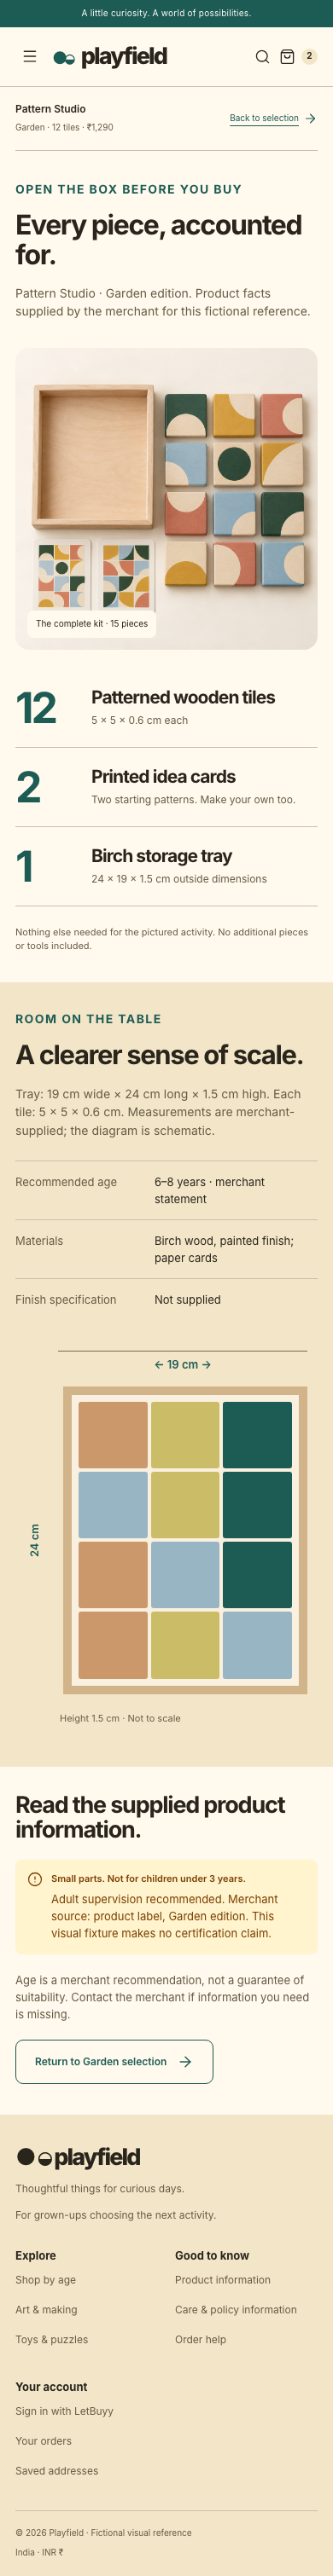 A little curiosity. A world of possibilities.
playfield
2
Pattern Studio
Garden · 12 tiles · ₹1,290
Back to selection
OPEN THE BOX BEFORE YOU BUY
Every piece, accounted
for.
Pattern Studio · Garden edition. Product facts
supplied by the merchant for this fictional reference.
The complete kit · 15 pieces
12
Patterned wooden tiles
5 × 5 × 0.6 cm each
2
Printed idea cards
Two starting patterns. Make your own too.
1
Birch storage tray
24 × 19 × 1.5 cm outside dimensions
Nothing else needed for the pictured activity. No additional pieces
or tools included.
ROOM ON THE TABLE
A clearer sense of scale.
Tray: 19 cm wide × 24 cm long × 1.5 cm high. Each
tile: 5 × 5 × 0.6 cm. Measurements are merchant-
supplied; the diagram is schematic.
Recommended age
6–8 years · merchant
statement
Materials
Birch wood, painted finish;
paper cards
Finish specification
Not supplied
← 19 cm →
24 cm
Height 1.5 cm · Not to scale
Read the supplied product
information.
Small parts. Not for children under 3 years.
Adult supervision recommended. Merchant
source: product label, Garden edition. This
visual fixture makes no certification claim.
Age is a merchant recommendation, not a guarantee of
suitability. Contact the merchant if information you need
is missing.
Return to Garden selection
playfield
Thoughtful things for curious days.
For grown-ups choosing the next activity.
Explore
Shop by age
Art & making
Toys & puzzles
Good to know
Product information
Care & policy information
Order help
Your account
Sign in with LetBuyy
Your orders
Saved addresses
© 2026 Playfield · Fictional visual reference
India · INR ₹